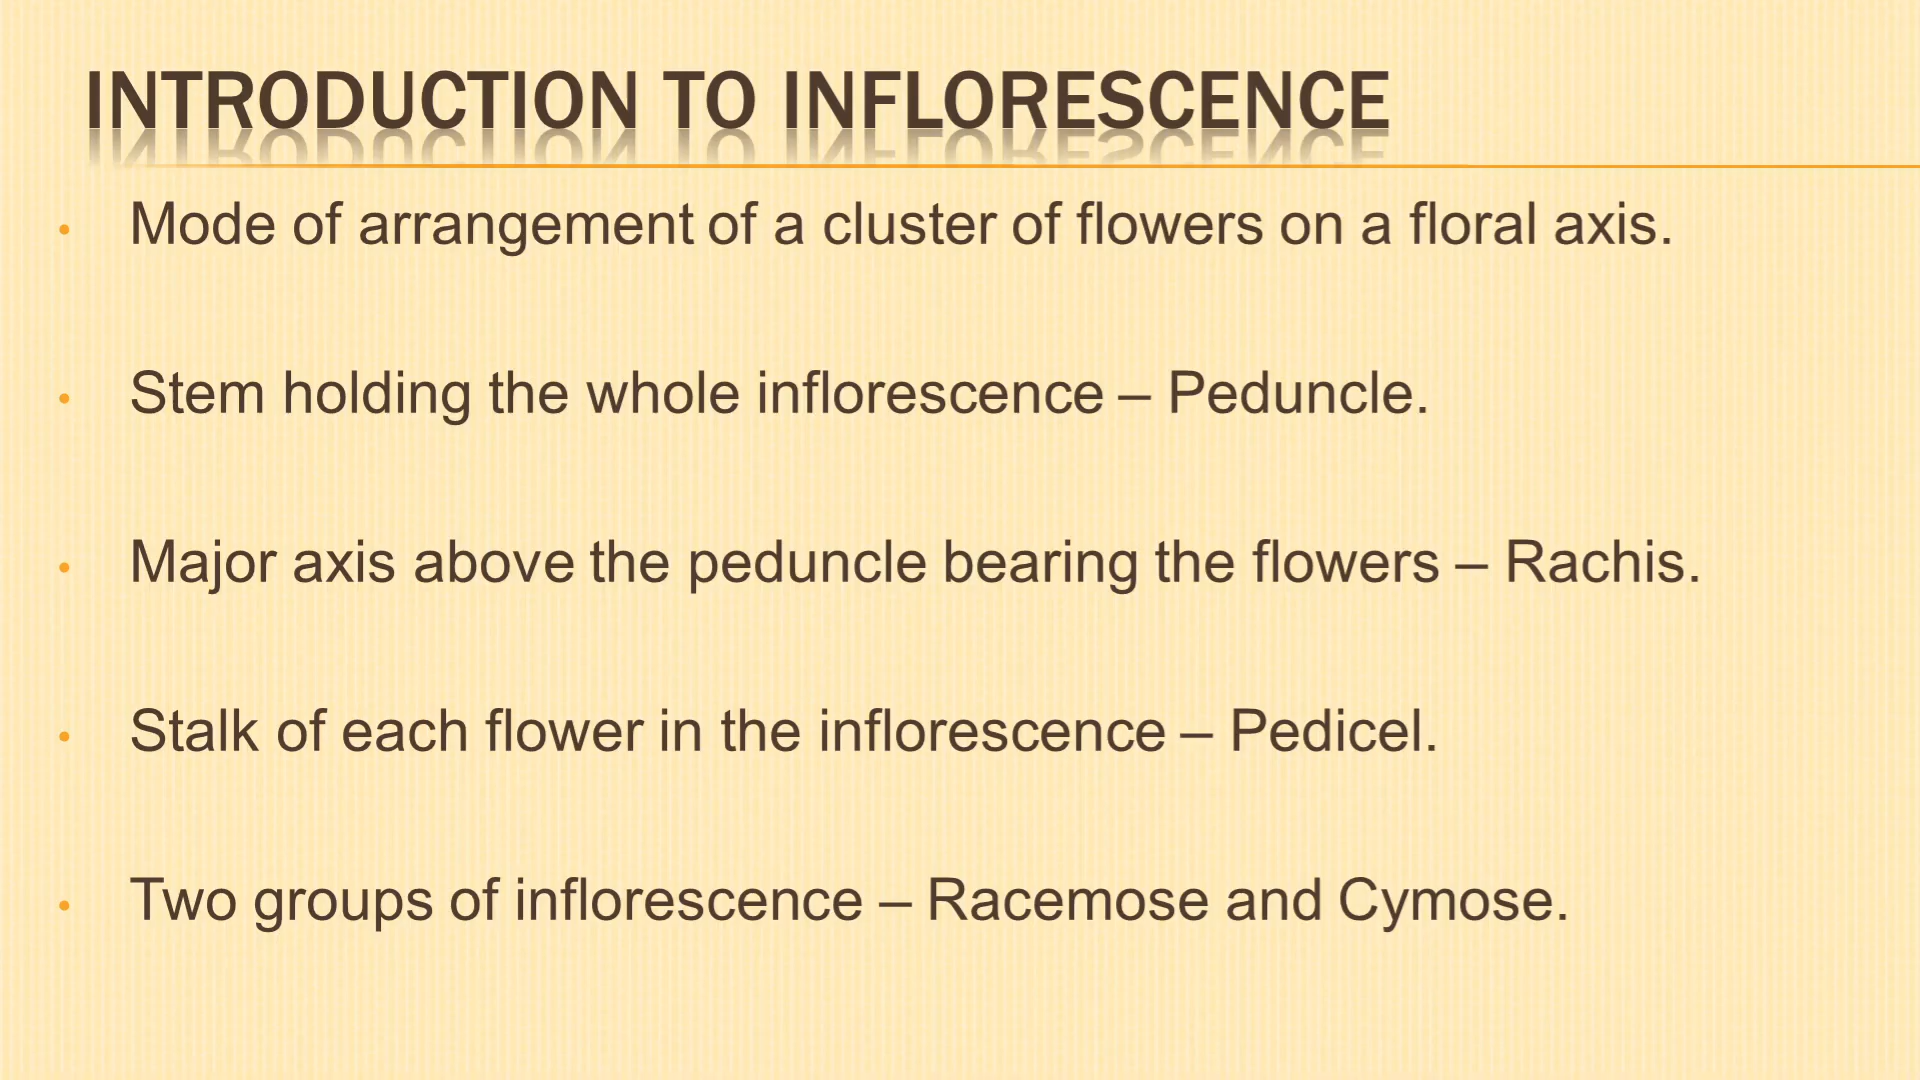 INTRODUCTION TO INFLORESCENCE
• Mode of arrangement of a cluster of flowers on a floral axis.
• Stem holding the whole inflorescence – Peduncle.
• Major axis above the peduncle bearing the flowers – Rachis.
• Stalk of each flower in the inflorescence – Pedicel.
• Two groups of inflorescence – Racemose and Cymose.